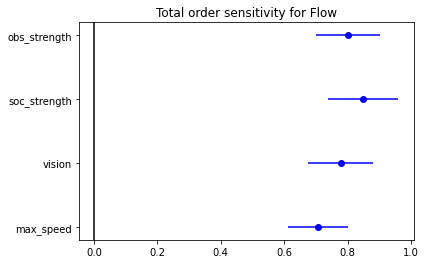 Total order sensitivity for Flow
obs_strength
soc_strength
vision
max_speed
0.0 0.2 0.4 0.6 0.8 1.0